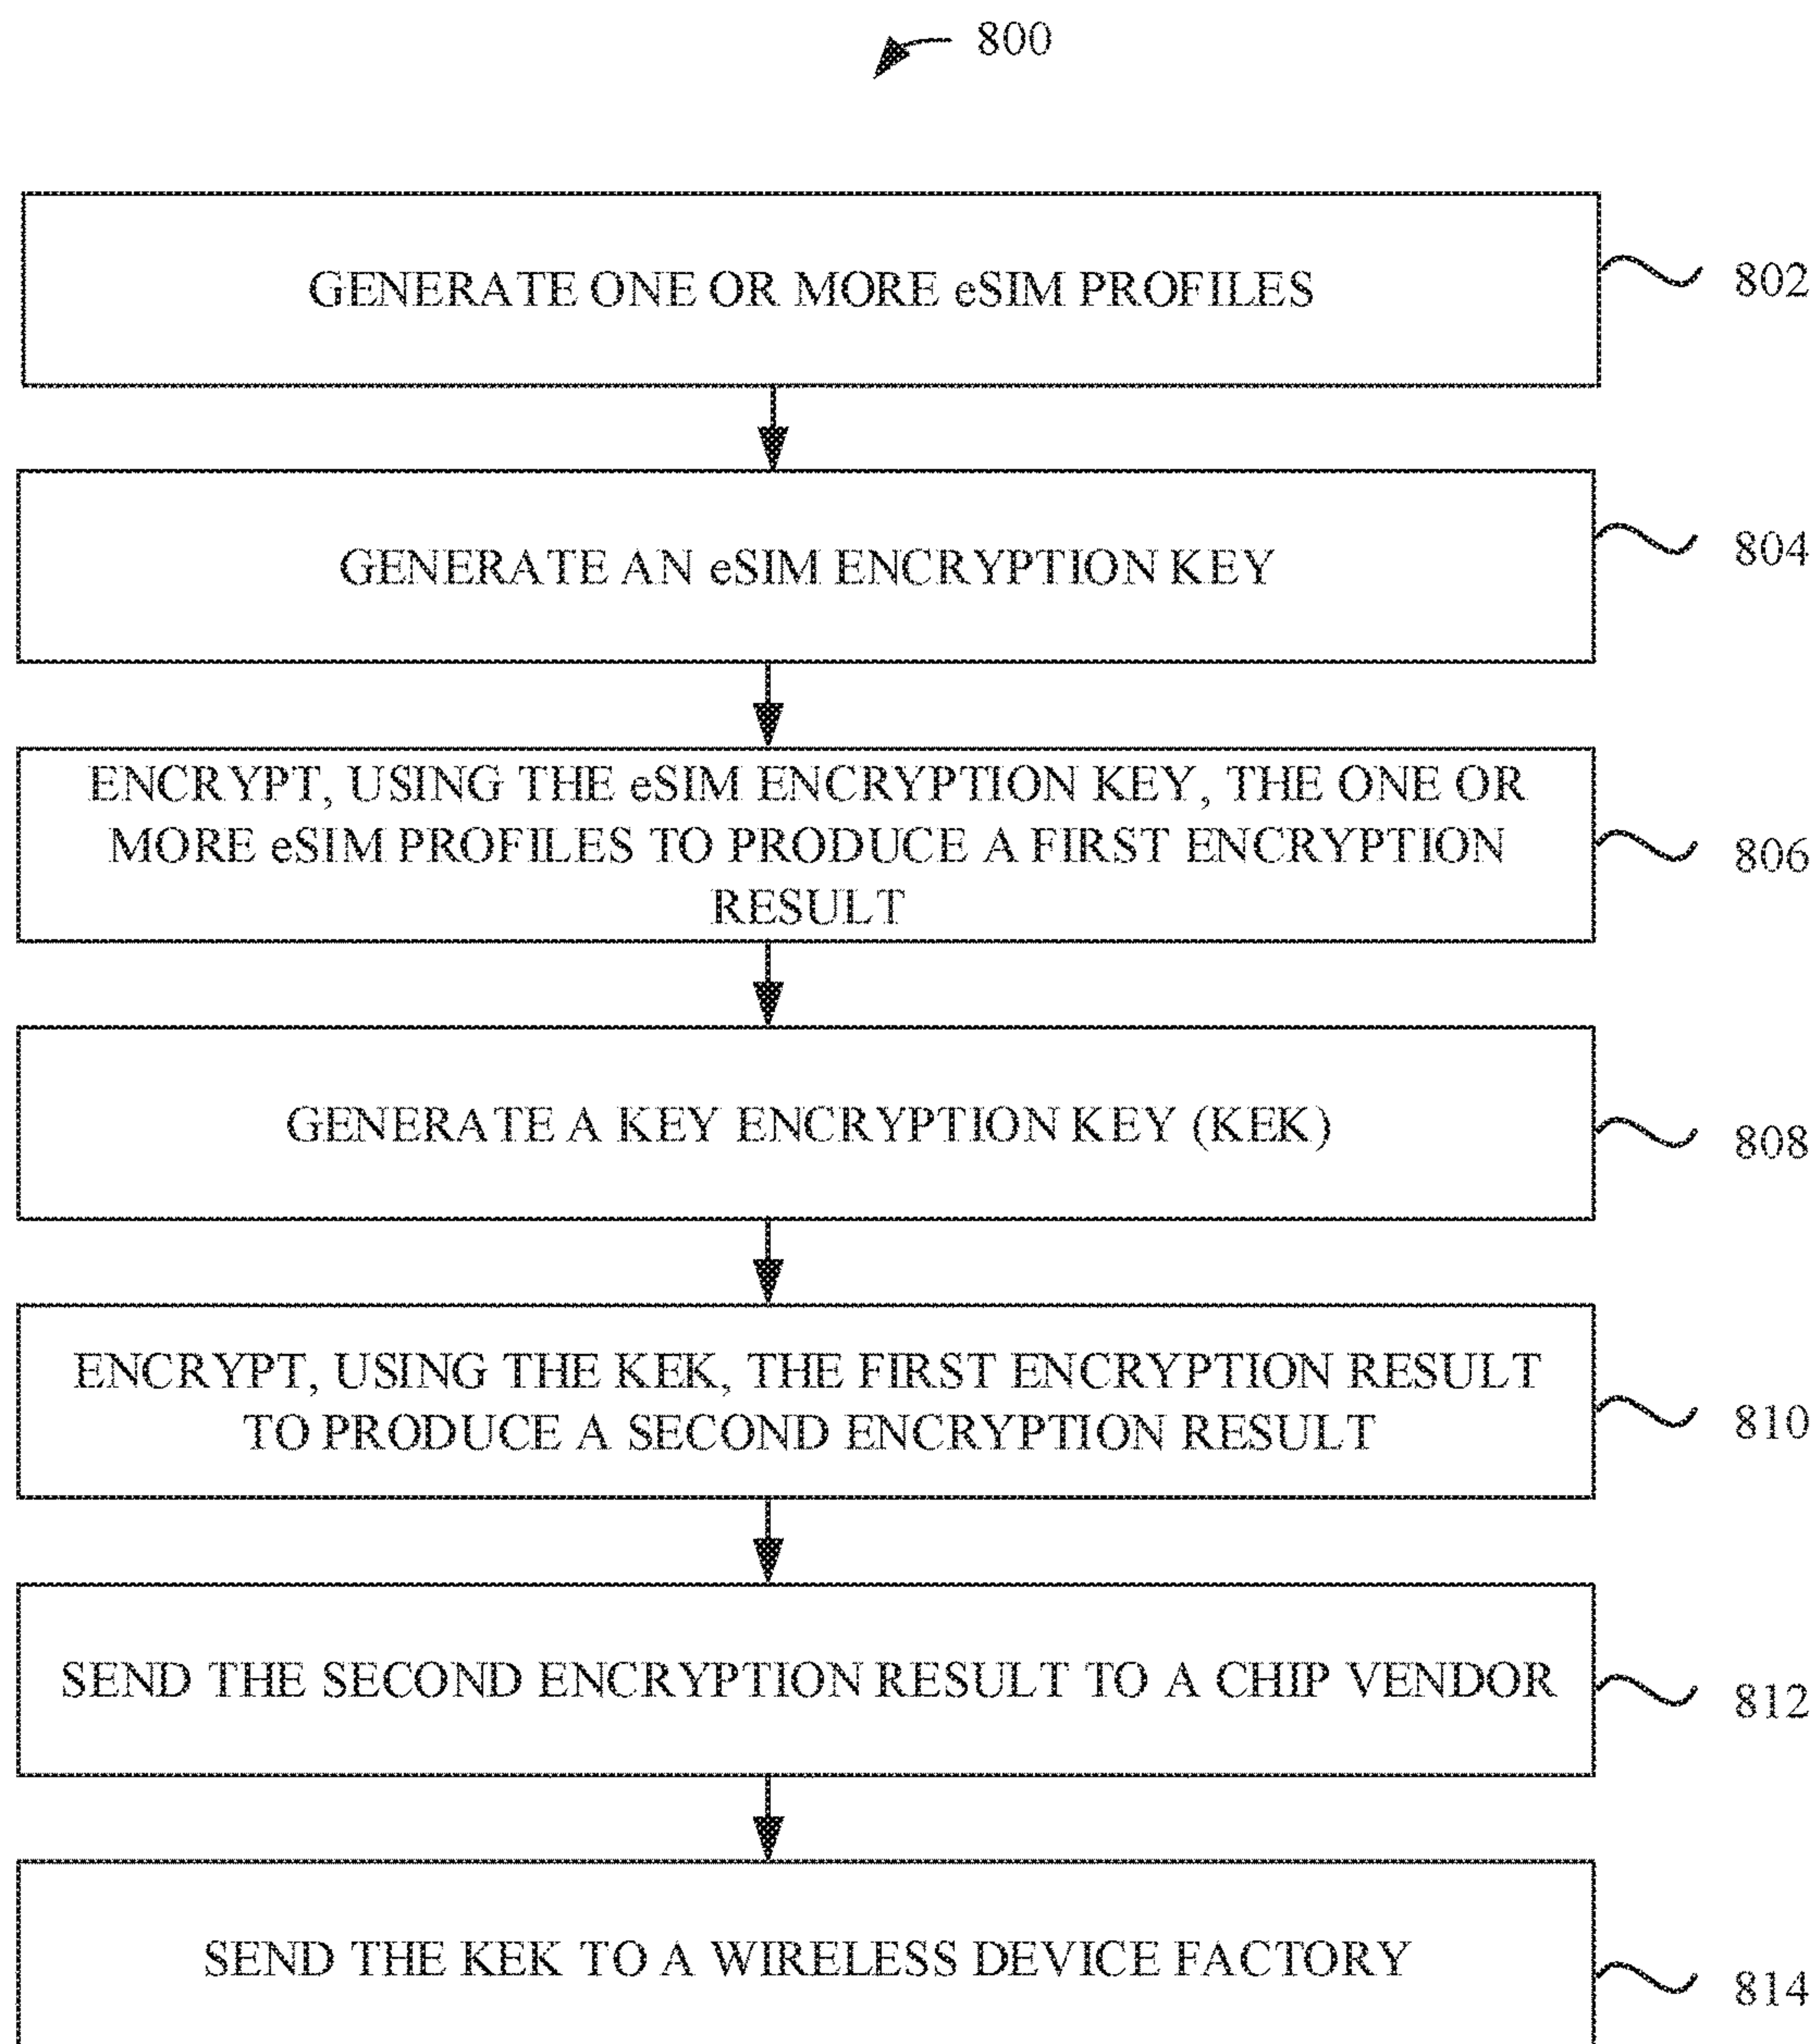 800
GENERATE ONE OR MORE eSIM PROFILES
802
GENERATE AN eSIM ENCRYPTION KEY
804
ENCRYPT, USING THE eSIM ENCRYPTION KEY, THE ONE OR
MORE eSIM PROFILES TO PRODUCE A FIRST ENCRYPTION
RESULT
806
GENERATE A KEY ENCRYPTION KEY (KEK)
808
ENCRYPT, USING THE KEK, THE FIRST ENCRYPTION RESULT
TO PRODUCE A SECOND ENCRYPTION RESULT
810
SEND THE SECOND ENCRYPTION RESULT TO A CHIP VENDOR
812
SEND THE KEK TO A WIRELESS DEVICE FACTORY
814